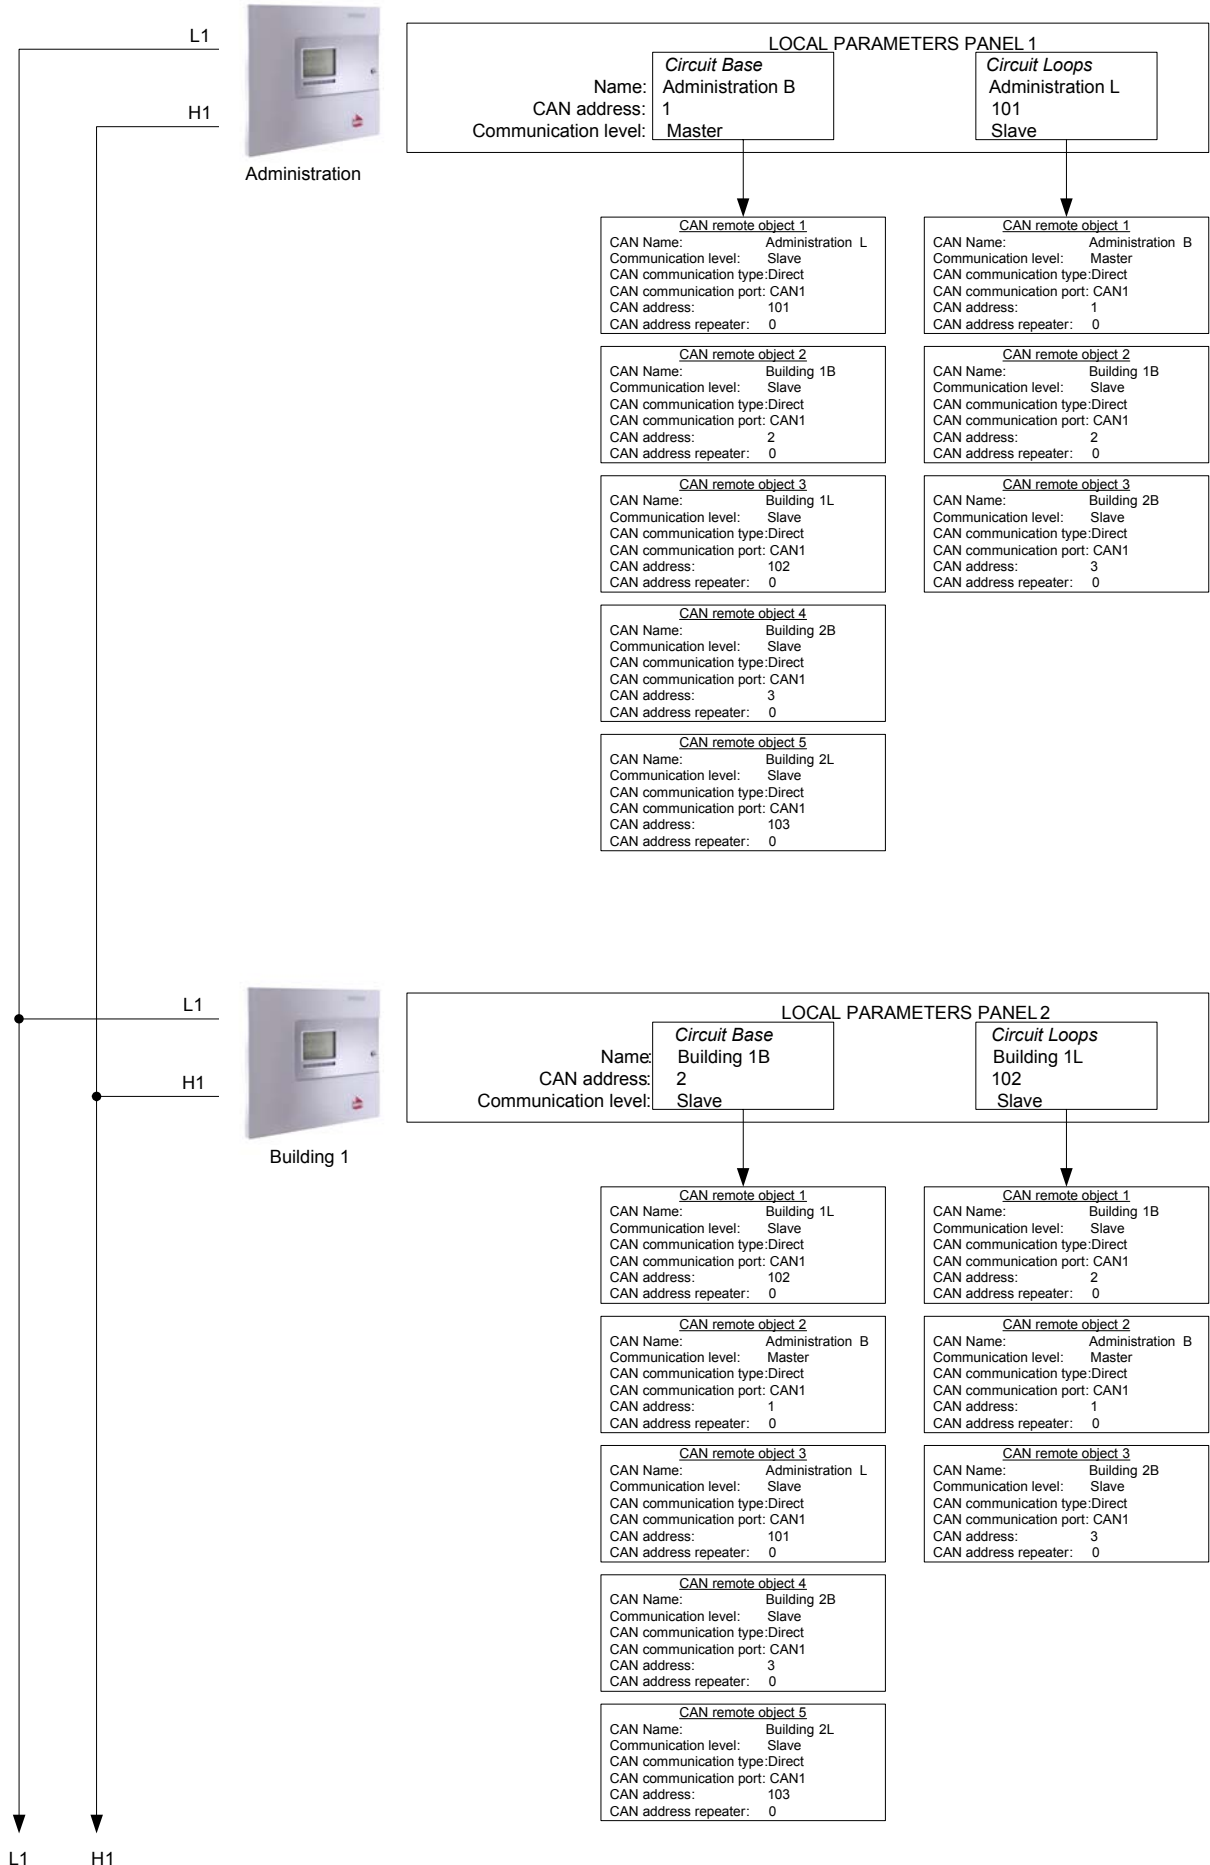 L1
H1
Administration
LOCAL PARAMETERS PANEL 1
Circuit Base Circuit Loops
Name: Administration B Administration L
CAN address: 1 101
Communication level: Master Slave
CAN remote object 1
CAN Name: Administration L
Communication level: Slave
CAN communication type: Direct
CAN communication port: CAN1
CAN address: 101
CAN address repeater: 0
CAN remote object 2
CAN Name: Building 1B
Communication level: Slave
CAN communication type: Direct
CAN communication port: CAN1
CAN address: 2
CAN address repeater: 0
CAN remote object 3
CAN Name: Building 1L
Communication level: Slave
CAN communication type: Direct
CAN communication port: CAN1
CAN address: 102
CAN address repeater: 0
CAN remote object 4
CAN Name: Building 2B
Communication level: Slave
CAN communication type: Direct
CAN communication port: CAN1
CAN address: 3
CAN address repeater: 0
CAN remote object 5
CAN Name: Building 2L
Communication level: Slave
CAN communication type: Direct
CAN communication port: CAN1
CAN address: 103
CAN address repeater: 0
CAN remote object 1
CAN Name: Administration B
Communication level: Master
CAN communication type: Direct
CAN communication port: CAN1
CAN address: 1
CAN address repeater: 0
CAN remote object 2
CAN Name: Building 1B
Communication level: Slave
CAN communication type: Direct
CAN communication port: CAN1
CAN address: 2
CAN address repeater: 0
CAN remote object 3
CAN Name: Building 2B
Communication level: Slave
CAN communication type: Direct
CAN communication port: CAN1
CAN address: 3
CAN address repeater: 0
L1
H1
Building 1
LOCAL PARAMETERS PANEL 2
Circuit Base Circuit Loops
Name: Building 1B Building 1L
CAN address: 2 102
Communication level: Slave Slave
CAN remote object 1
CAN Name: Building 1L
Communication level: Slave
CAN communication type: Direct
CAN communication port: CAN1
CAN address: 102
CAN address repeater: 0
CAN remote object 2
CAN Name: Administration B
Communication level: Master
CAN communication type: Direct
CAN communication port: CAN1
CAN address: 1
CAN address repeater: 0
CAN remote object 3
CAN Name: Administration L
Communication level: Slave
CAN communication type: Direct
CAN communication port: CAN1
CAN address: 101
CAN address repeater: 0
CAN remote object 4
CAN Name: Building 2B
Communication level: Slave
CAN communication type: Direct
CAN communication port: CAN1
CAN address: 3
CAN address repeater: 0
CAN remote object 5
CAN Name: Building 2L
Communication level: Slave
CAN communication type: Direct
CAN communication port: CAN1
CAN address: 103
CAN address repeater: 0
CAN remote object 1
CAN Name: Building 1B
Communication level: Slave
CAN communication type: Direct
CAN communication port: CAN1
CAN address: 2
CAN address repeater: 0
CAN remote object 2
CAN Name: Administration B
Communication level: Master
CAN communication type: Direct
CAN communication port: CAN1
CAN address: 1
CAN address repeater: 0
CAN remote object 3
CAN Name: Building 2B
Communication level: Slave
CAN communication type: Direct
CAN communication port: CAN1
CAN address: 3
CAN address repeater: 0
L1 H1